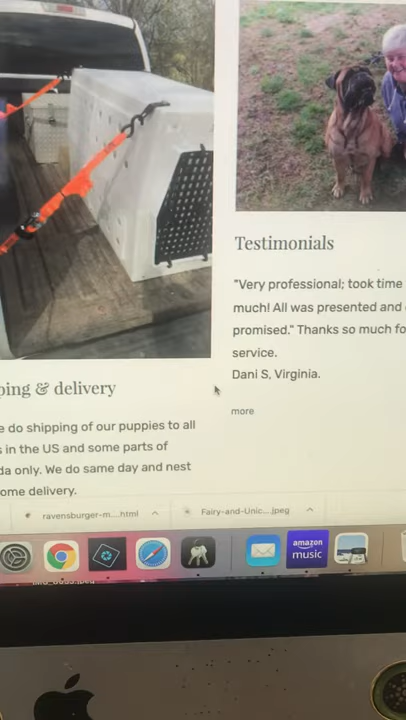 Testimonials
"Very professional; took time
much! All was presented and
promised." Thanks so much fo
service.
Dani S, Virginia.
more
ping & delivery
e do shipping of our puppies to all
s in the US and some parts of
da only. We do same day and nest
ome delivery.
ravensburger-m....html
Fairy-and-Unic....jpeg
amazon
music